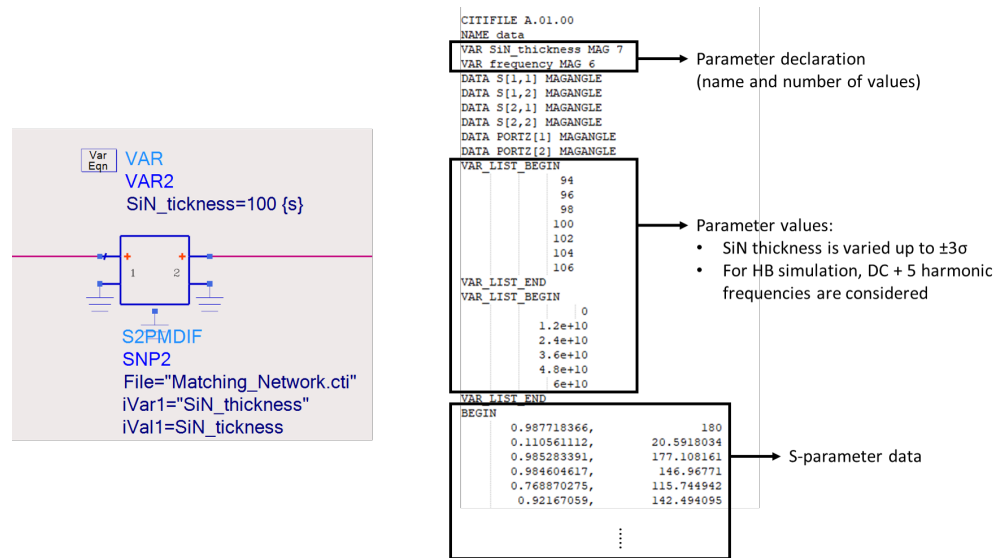 Var
Eqn
VAR
VAR2
SiN_tickness=100 {s}
1
2
S2PMDIF
SNP2
File="Matching_Network.cti"
iVar1="SiN_thickness"
iVal1=SiN_tickness
CITIFILE A.01.00
NAME data
VAR SiN_thickness MAG 7
VAR frequency MAG 6
DATA S[1,1] MAGANGLE
DATA S[1,2] MAGANGLE
DATA S[2,1] MAGANGLE
DATA S[2,2] MAGANGLE
DATA PORTZ[1] MAGANGLE
DATA PORTZ[2] MAGANGLE
VAR_LIST_BEGIN
94
96
98
100
102
104
106
VAR_LIST_END
VAR_LIST_BEGIN
0
1.2e+10
2.4e+10
3.6e+10
4.8e+10
6e+10
VAR_LIST_END
BEGIN
0.987718366, 180
0.110561112, 20.5918034
0.985283391, 177.108161
0.984604617, 146.96771
0.768870275, 115.744942
0.92167059, 142.494095
Parameter declaration
(name and number of values)
Parameter values:
• SiN thickness is varied up to ±3σ
• For HB simulation, DC + 5 harmonic
frequencies are considered
S-parameter data